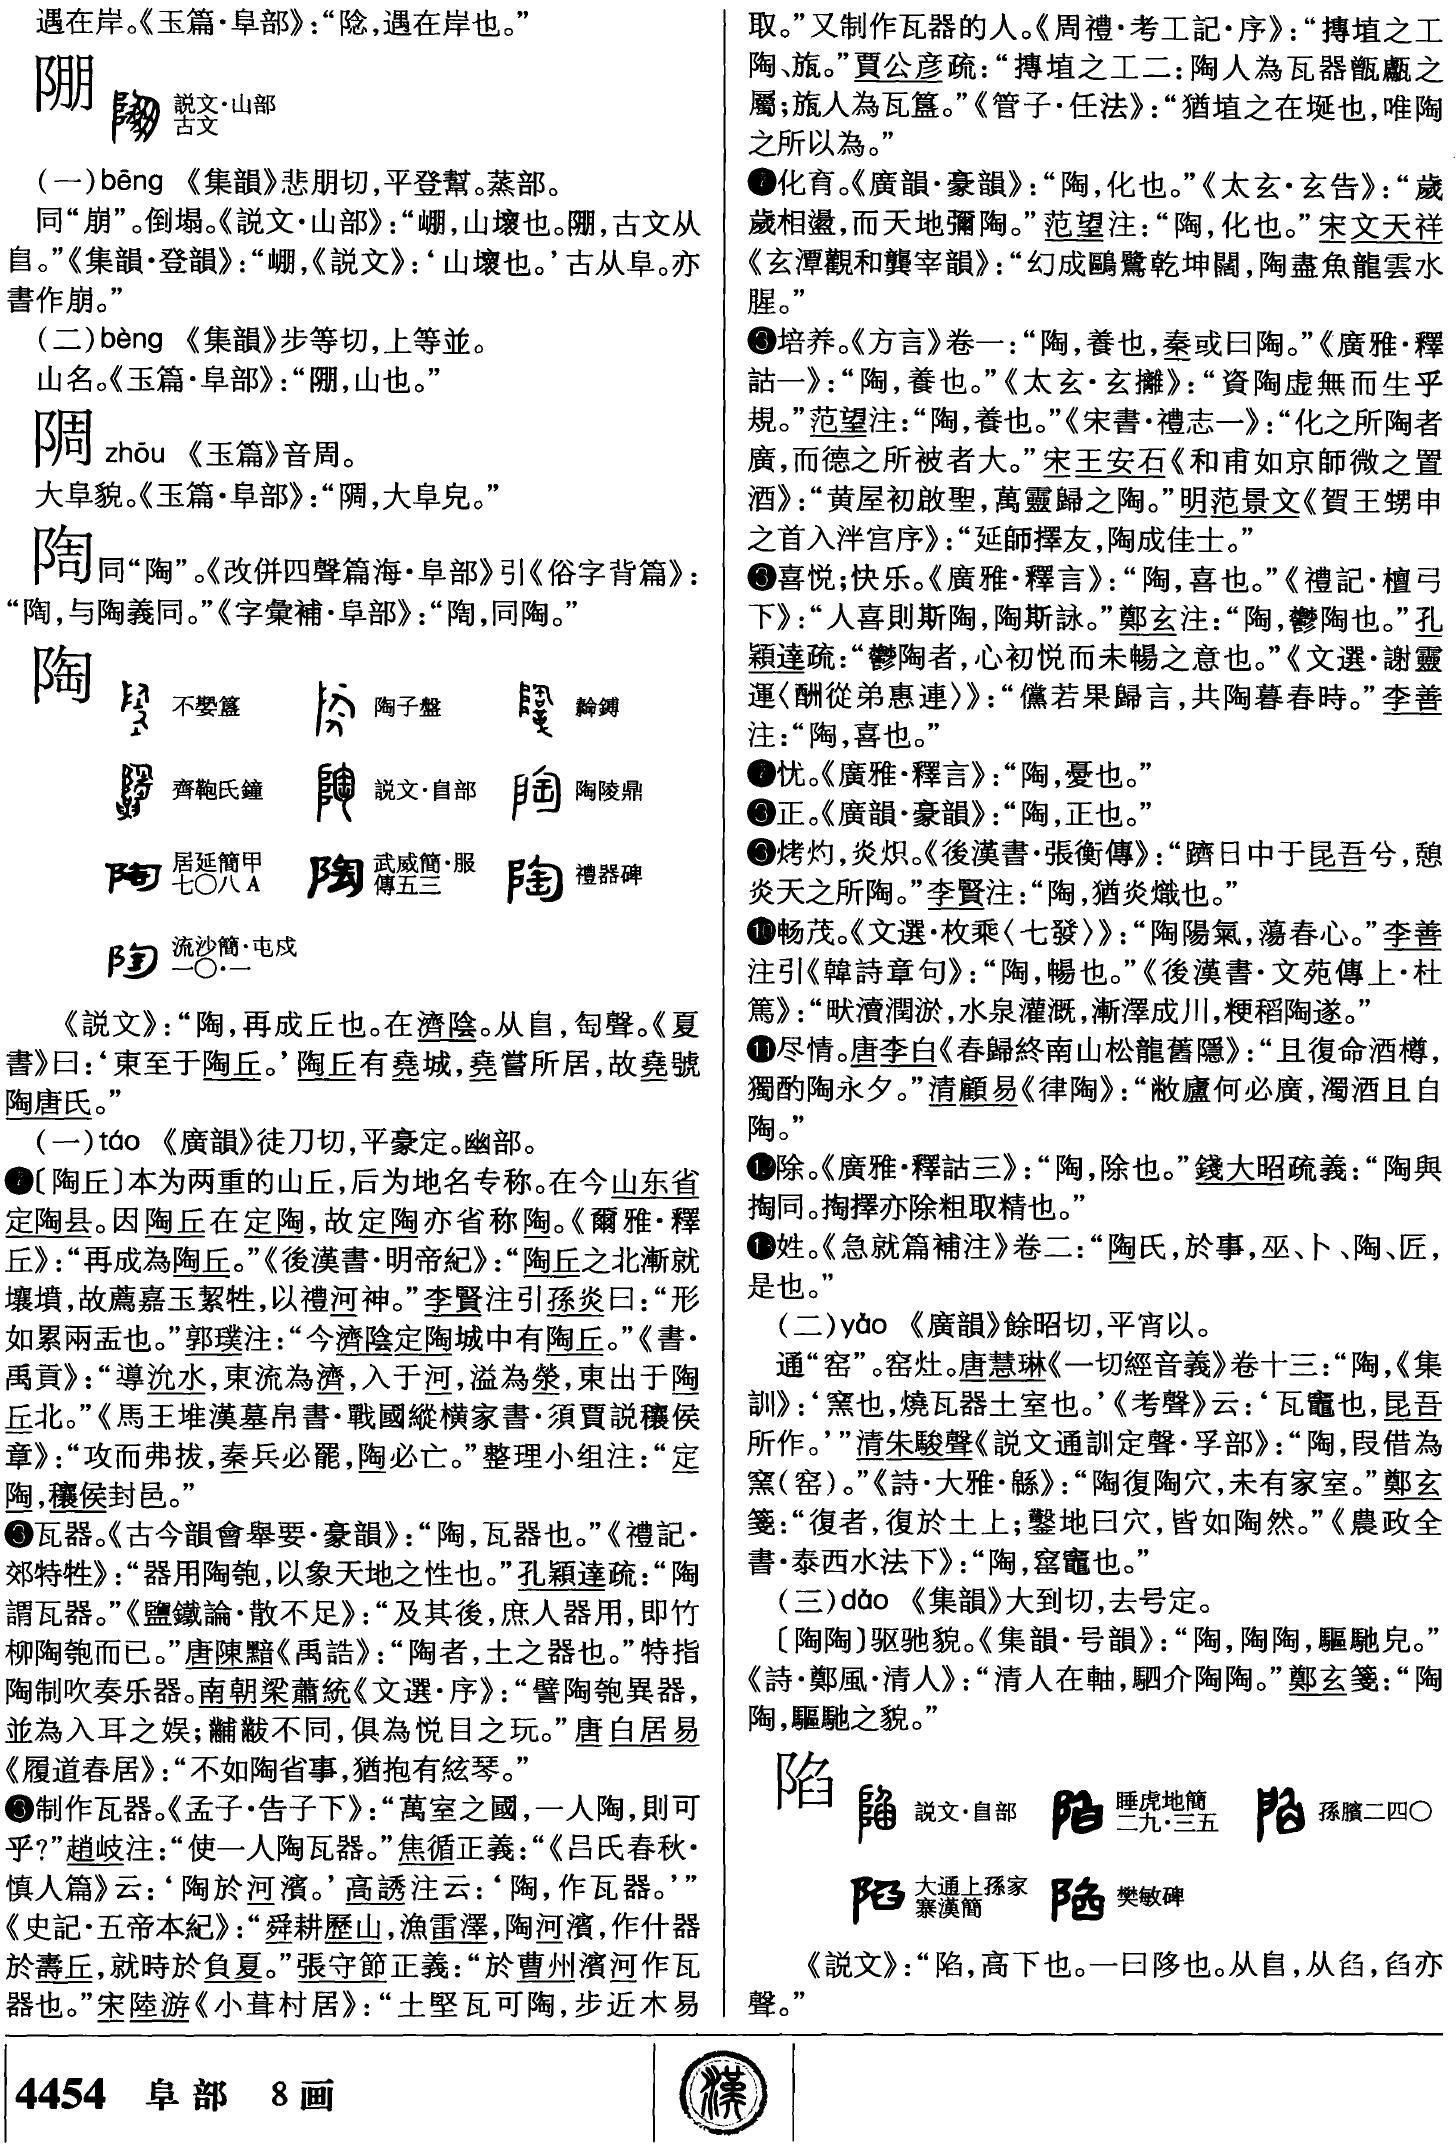 遇在岸。《玉篇·阜部》：“陯，遇在岸也。”
䧛 説文·山部
古文
(一)bēng 《集韻》悲朋切，平登幫。蒸部。
同“崩”。倒塌。《説文·山部》：“㟟，山壞也。䧛，古文从
𨸏。”《集韻·登韻》：“㟟，《説文》：‘山壞也。’古从阜。亦
書作崩。”
(二)bèng 《集韻》步等切，上等並。
山名。《玉篇·阜部》：“䧛，山也。”
zhōu 《玉篇》音周。
大阜貌。《玉篇·阜部》：“，大阜皃。”
同“陶”。《改併四聲篇海·阜部》引《俗字背篇》：
“，与陶義同。”《字彙補·阜部》：“，同陶。”
陶
不𡢁簋 陶子盤 𦅫鎛
齊鞄氏鐘 説文·𨸏部 陶陵鼎
居延簡甲
七〇八A 武威簡·服
傳五三 禮器碑
流沙簡·屯戍
一〇·一
《説文》：“陶，再成丘也。在濟陰。从𨸏，匋聲。《夏
書》曰：‘東至于陶丘。’陶丘有堯城，堯嘗所居，故堯號
陶唐氏。”
(一)táo 《廣韻》徒刀切，平豪定。幽部。
❶〔陶丘〕本为两重的山丘，后为地名专称。在今山东省
定陶县。因陶丘在定陶，故定陶亦省称陶。《爾雅·釋
丘》：“再成為陶丘。”《後漢書·明帝紀》：“陶丘之北漸就
壤墳，故薦嘉玉絜牲，以禮河神。”李賢注引孫炎曰：“形
如累兩盂也。”郭璞注：“今濟陰定陶城中有陶丘。”《書·
禹貢》：“導沇水，東流為濟，入于河，溢為滎，東出于陶
丘北。”《馬王堆漢墓帛書·戰國縱横家書·須賈説穰侯
章》：“攻而弗拔，秦兵必罷，陶必亡。”整理小组注：“定
陶，穰侯封邑。”
❷瓦器。《古今韻會舉要·豪韻》：“陶，瓦器也。”《禮記·
郊特牲》：“器用陶匏，以象天地之性也。”孔穎達疏：“陶
謂瓦器。”《鹽鐵論·散不足》：“及其後，庶人器用，即竹
柳陶匏而已。”唐陳黯《禹誥》：“陶者，土之器也。”特指
陶制吹奏乐器。南朝梁蕭統《文選·序》：“譬陶匏異器，
並為入耳之娱；黼黻不同，俱為悦目之玩。”唐白居易
《履道春居》：“不如陶省事，猶抱有絃琴。”
❸制作瓦器。《孟子·告子下》：“萬室之國，一人陶，則可
乎？”趙岐注：“使一人陶瓦器。”焦循正義：“《吕氏春秋·
慎人篇》云：‘陶於河濱。’高誘注云：‘陶，作瓦器。’”
《史記·五帝本紀》：“舜耕歷山，漁雷澤，陶河濱，作什器
於壽丘，就時於負夏。”張守節正義：“於曹州濱河作瓦
器也。”宋陸游《小葺村居》：“土堅瓦可陶，步近木易
取。”又制作瓦器的人。《周禮·考工記·序》：“摶埴之工
陶、瓬。”賈公彦疏：“摶埴之工二：陶人為瓦器甑甗之
屬；瓬人為瓦簋。”《管子·任法》：“猶埴之在埏也，唯陶
之所以為。”
❹化育。《廣韻·豪韻》：“陶，化也。”《太玄·玄告》：“歲
歲相盪，而天地彌陶。”范望注：“陶，化也。”宋文天祥
《玄潭觀和龔宰韻》：“幻成鷗鷺乾坤闊，陶盡魚龍雲水
腥。”
❺培养。《方言》卷一：“陶，養也，秦或曰陶。”《廣雅·釋
詁一》：“陶，養也。”《太玄·玄攡》：“資陶虚無而生乎
規。”范望注：“陶，養也。”《宋書·禮志一》：“化之所陶者
廣，而德之所被者大。”宋王安石《和甫如京師微之置
酒》：“黄屋初啟聖，萬靈歸之陶。”明范景文《賀王甥申
之首入泮宫序》：“延師擇友，陶成佳士。”
❻喜悦；快乐。《廣雅·釋言》：“陶，喜也。”《禮記·檀弓
下》：“人喜則斯陶，陶斯詠。”鄭玄注：“陶，鬱陶也。”孔
穎達疏：“鬱陶者，心初悦而未暢之意也。”《文選·謝靈
運〈酬從弟惠連〉》：“儻若果歸言，共陶暮春時。”李善
注：“陶，喜也。”
❼忧。《廣雅·釋言》：“陶，憂也。”
❽正。《廣韻·豪韻》：“陶，正也。”
❾烤灼，炎炽。《後漢書·張衡傳》：“躋日中于昆吾兮，憩
炎天之所陶。”李賢注：“陶，猶炎熾也。”
❿畅茂。《文選·枚乘〈七發〉》：“陶陽氣，蕩春心。”李善
注引《韓詩章句》：“陶，暢也。”《後漢書·文苑傳上·杜
篤》：“畎瀆潤淤，水泉灌溉，漸澤成川，粳稻陶遂。”
⓫尽情。唐李白《春歸終南山松龍舊隱》：“且復命酒樽，
獨酌陶永夕。”清顧易《律陶》：“敝廬何必廣，濁酒且自
陶。”
⓬除。《廣雅·釋詁三》：“陶，除也。”錢大昭疏義：“陶與
掏同。掏擇亦除粗取精也。”
⓭姓。《急就篇補注》卷二：“陶氏，於事，巫、卜、陶、匠，
是也。”
(二)yáo 《廣韻》餘昭切，平宵以。
通“窑”。窑灶。唐慧琳《一切經音義》卷十三：“陶，《集
訓》：‘窯也，燒瓦器土室也。’《考聲》云：‘瓦竈也，昆吾
所作。’”清朱駿聲《説文通訓定聲·孚部》：“陶，叚借為
窯(窑)。”《詩·大雅·緜》：“陶復陶穴，未有家室。”鄭玄
箋：“復者，復於土上；鑿地曰穴，皆如陶然。”《農政全
書·泰西水法下》：“陶，窑竈也。”
(三)dào 《集韻》大到切，去号定。
〔陶陶〕驱驰貌。《集韻·号韻》：“陶，陶陶，驅馳皃。”
《詩·鄭風·清人》：“清人在軸，駟介陶陶。”鄭玄箋：“陶
陶，驅馳之貌。”
陷 説文·𨸏部 睡虎地簡
二九·三五 孫臏二四〇
大通上孫家
寨漢簡 樊敏碑
《説文》：“陷，高下也。一曰陊也。从𨸏，从臽，臽亦
聲。”
4454 阜部 8画
漢